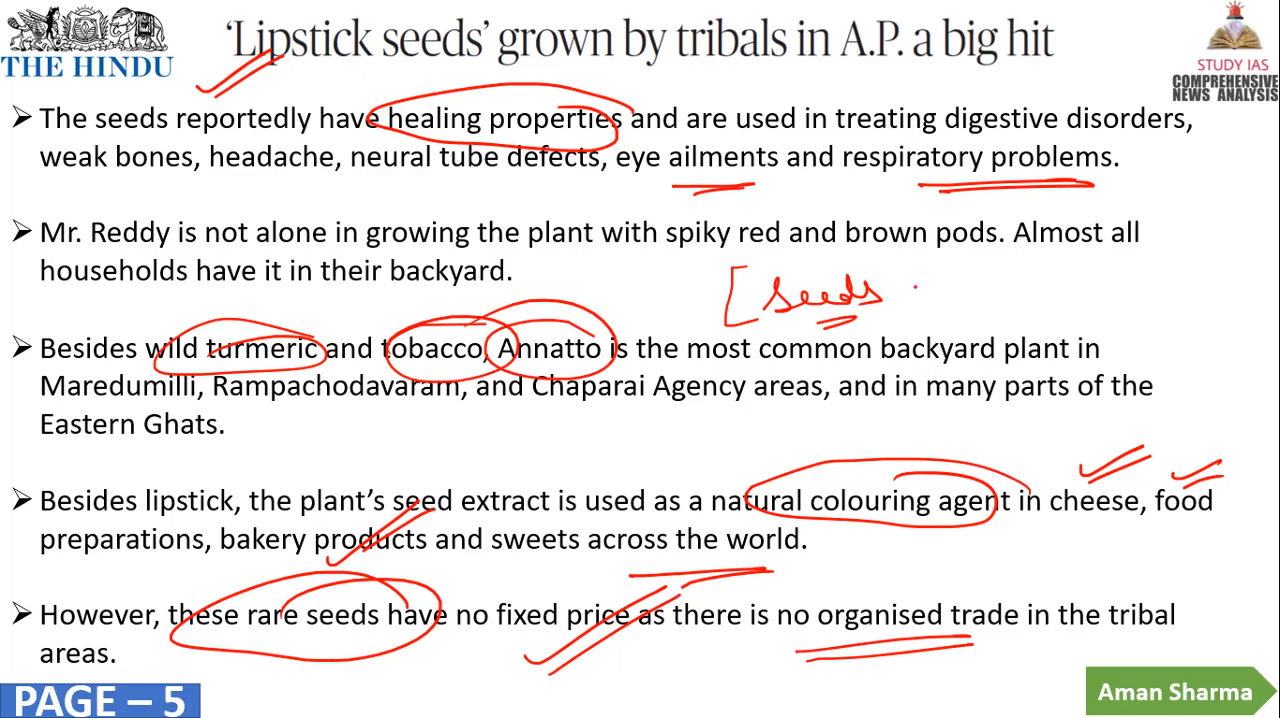 'Lipstick seeds' grown by tribals in A.P. a big hit
THE HINDU
STUDY IAS
COMPREHENSIVE
NEWS ANALYSIS
➢ The seeds reportedly have healing properties and are used in treating digestive disorders,
weak bones, headache, neural tube defects, eye ailments and respiratory problems.
➢ Mr. Reddy is not alone in growing the plant with spiky red and brown pods. Almost all
households have it in their backyard.
[ seeds
➢ Besides wild turmeric and tobacco, Annatto is the most common backyard plant in
Maredumilli, Rampachodavaram, and Chaparai Agency areas, and in many parts of the
Eastern Ghats.
➢ Besides lipstick, the plant's seed extract is used as a natural colouring agent in cheese, food
preparations, bakery products and sweets across the world.
➢ However, these rare seeds have no fixed price as there is no organised trade in the tribal
areas.
PAGE – 5
Aman Sharma